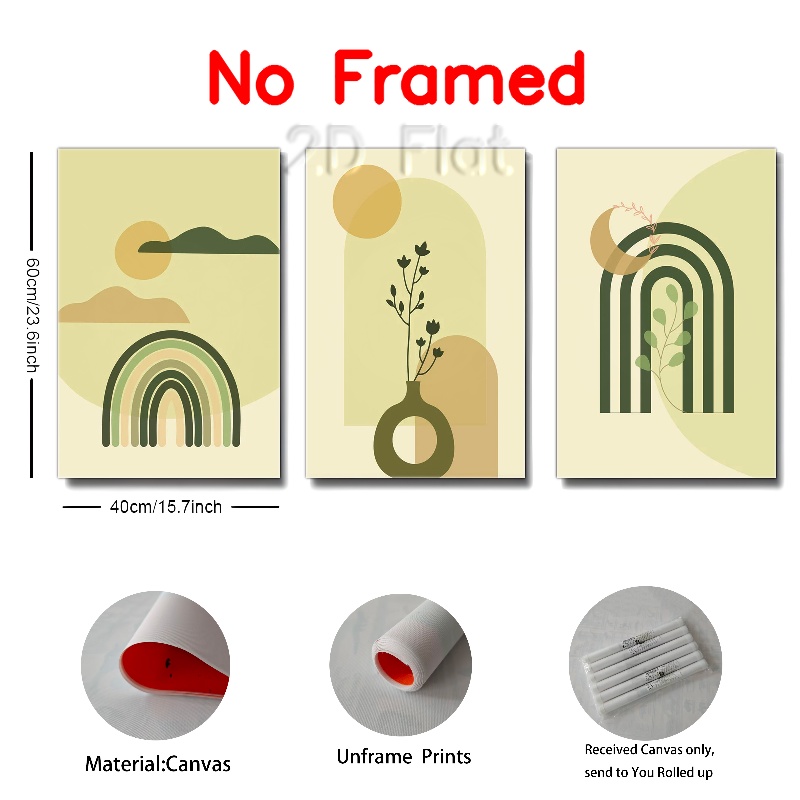 No Framed
2D Flat
60cm/23.6inch
40cm/15.7inch
Material:Canvas
Unframe Prints
Received Canvas only,
send to You Rolled up